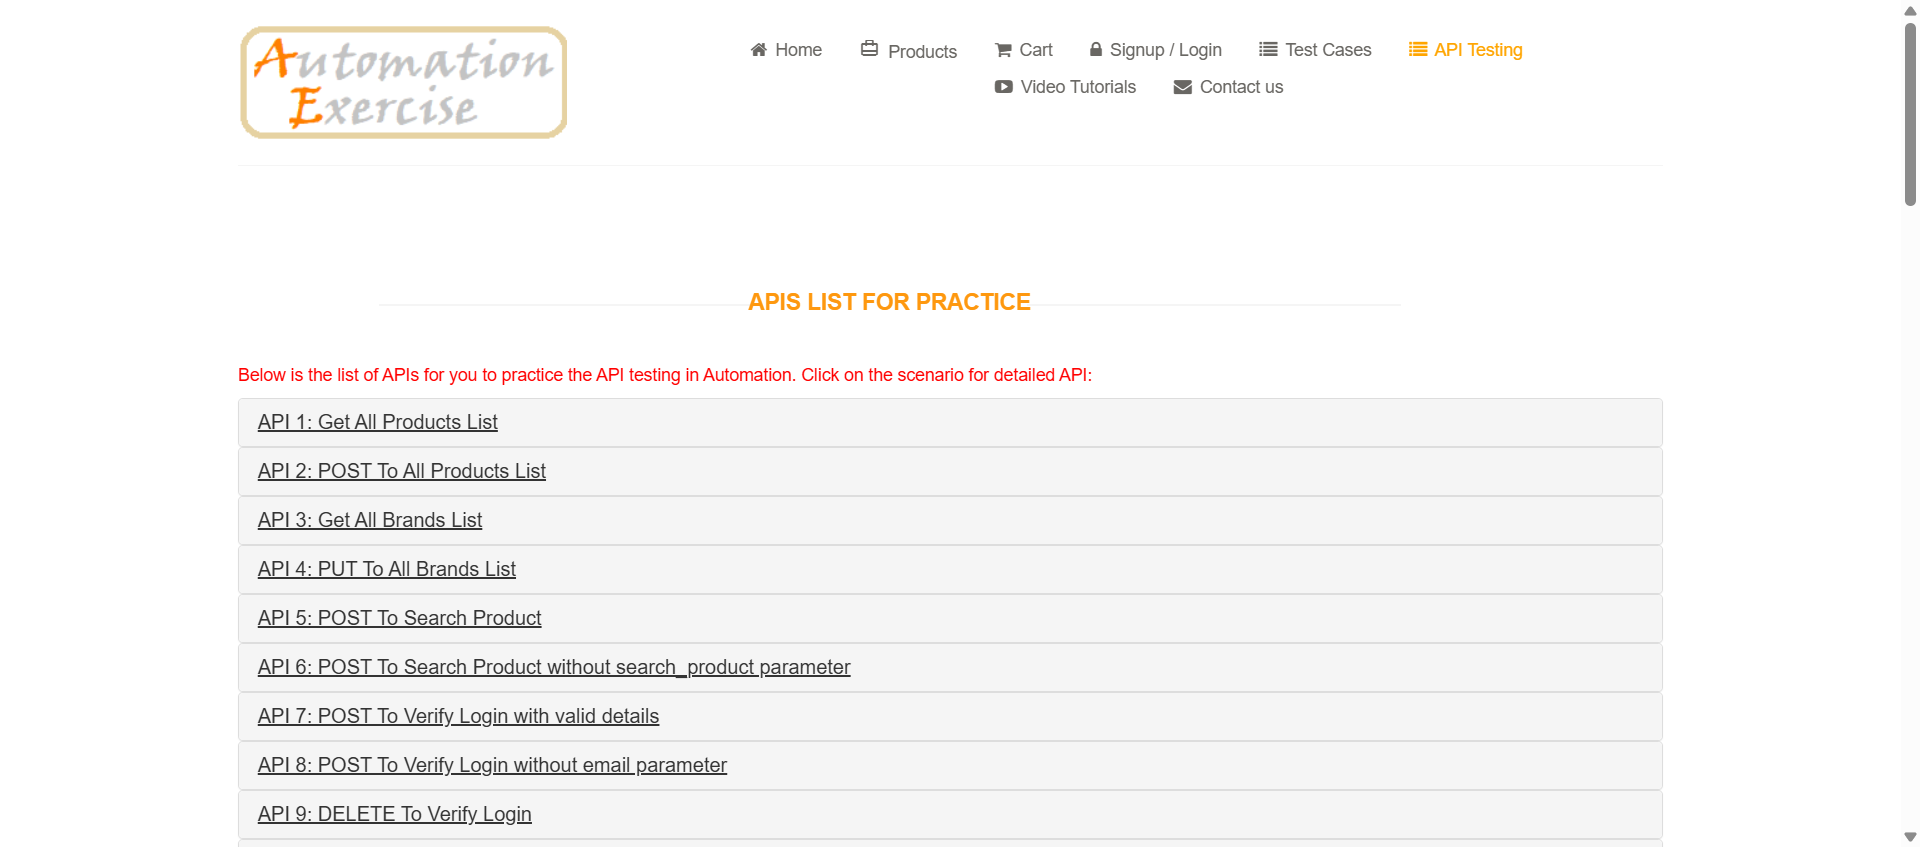 Automation
Exercise
Home
Products
Cart
Signup / Login
Test Cases
API Testing
Video Tutorials
Contact us
APIS LIST FOR PRACTICE
Below is the list of APIs for you to practice the API testing in Automation. Click on the scenario for detailed API:
API 1: Get All Products List
API 2: POST To All Products List
API 3: Get All Brands List
API 4: PUT To All Brands List
API 5: POST To Search Product
API 6: POST To Search Product without search_product parameter
API 7: POST To Verify Login with valid details
API 8: POST To Verify Login without email parameter
API 9: DELETE To Verify Login